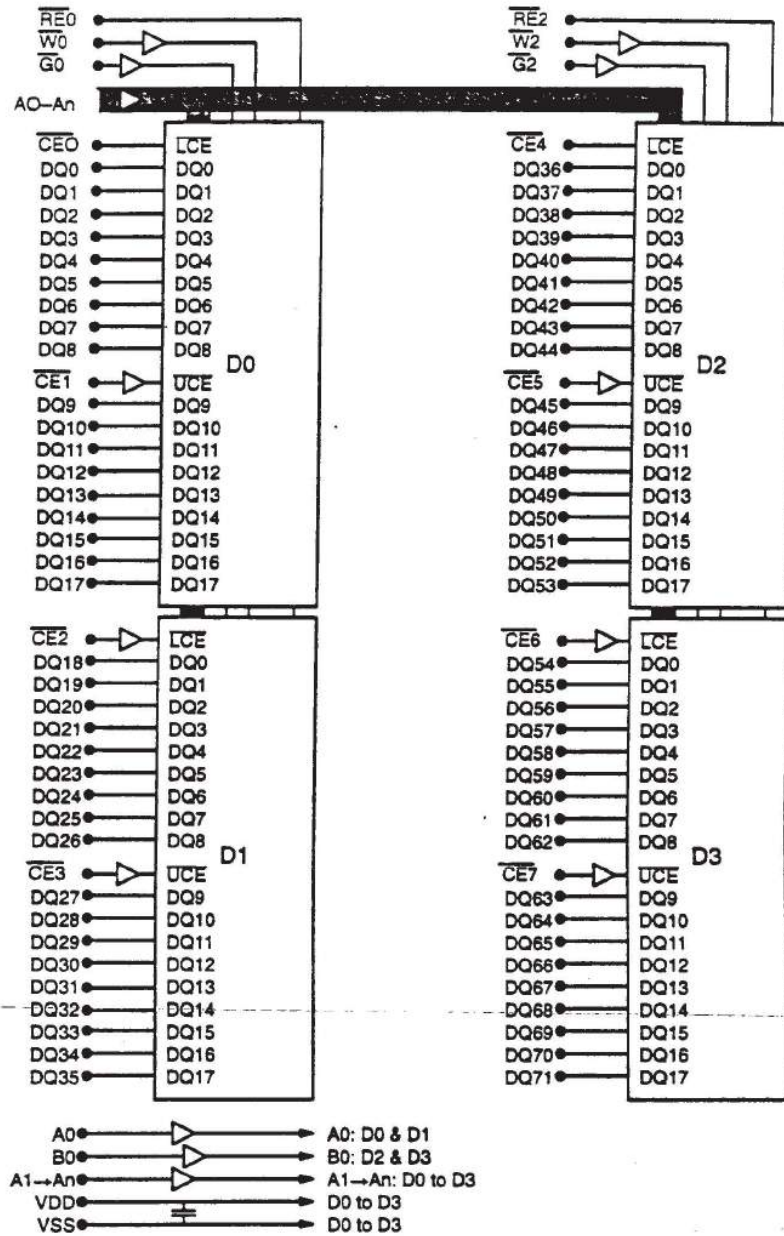 RE0
W0
G0
AO–An
CEO LCE
DQ0 DQ0
DQ1 DQ1
DQ2 DQ2
DQ3 DQ3
DQ4 DQ4
DQ5 DQ5
DQ6 DQ6
DQ7 DQ7
DQ8 DQ8
D0
CE1 UCE
DQ9 DQ9
DQ10 DQ10
DQ11 DQ11
DQ12 DQ12
DQ13 DQ13
DQ14 DQ14
DQ15 DQ15
DQ16 DQ16
DQ17 DQ17
CE2 LCE
DQ18 DQ0
DQ19 DQ1
DQ20 DQ2
DQ21 DQ3
DQ22 DQ4
DQ23 DQ5
DQ24 DQ6
DQ25 DQ7
DQ26 DQ8
D1
CE3 UCE
DQ27 DQ9
DQ28 DQ10
DQ29 DQ11
DQ30 DQ12
DQ31 DQ13
DQ32 DQ14
DQ33 DQ15
DQ34 DQ16
DQ35 DQ17
RE2
W2
G2
CE4 LCE
DQ36 DQ0
DQ37 DQ1
DQ38 DQ2
DQ39 DQ3
DQ40 DQ4
DQ41 DQ5
DQ42 DQ6
DQ43 DQ7
DQ44 DQ8
D2
CE5 UCE
DQ45 DQ9
DQ46 DQ10
DQ47 DQ11
DQ48 DQ12
DQ49 DQ13
DQ50 DQ14
DQ51 DQ15
DQ52 DQ16
DQ53 DQ17
CE6 LCE
DQ54 DQ0
DQ55 DQ1
DQ56 DQ2
DQ57 DQ3
DQ58 DQ4
DQ59 DQ5
DQ60 DQ6
DQ61 DQ7
DQ62 DQ8
D3
CE7 UCE
DQ63 DQ9
DQ64 DQ10
DQ65 DQ11
DQ66 DQ12
DQ67 DQ13
DQ68 DQ14
DQ69 DQ15
DQ70 DQ16
DQ71 DQ17
A0 A0: D0 & D1
B0 B0: D2 & D3
A1→An A1→An: D0 to D3
VDD D0 to D3
VSS D0 to D3